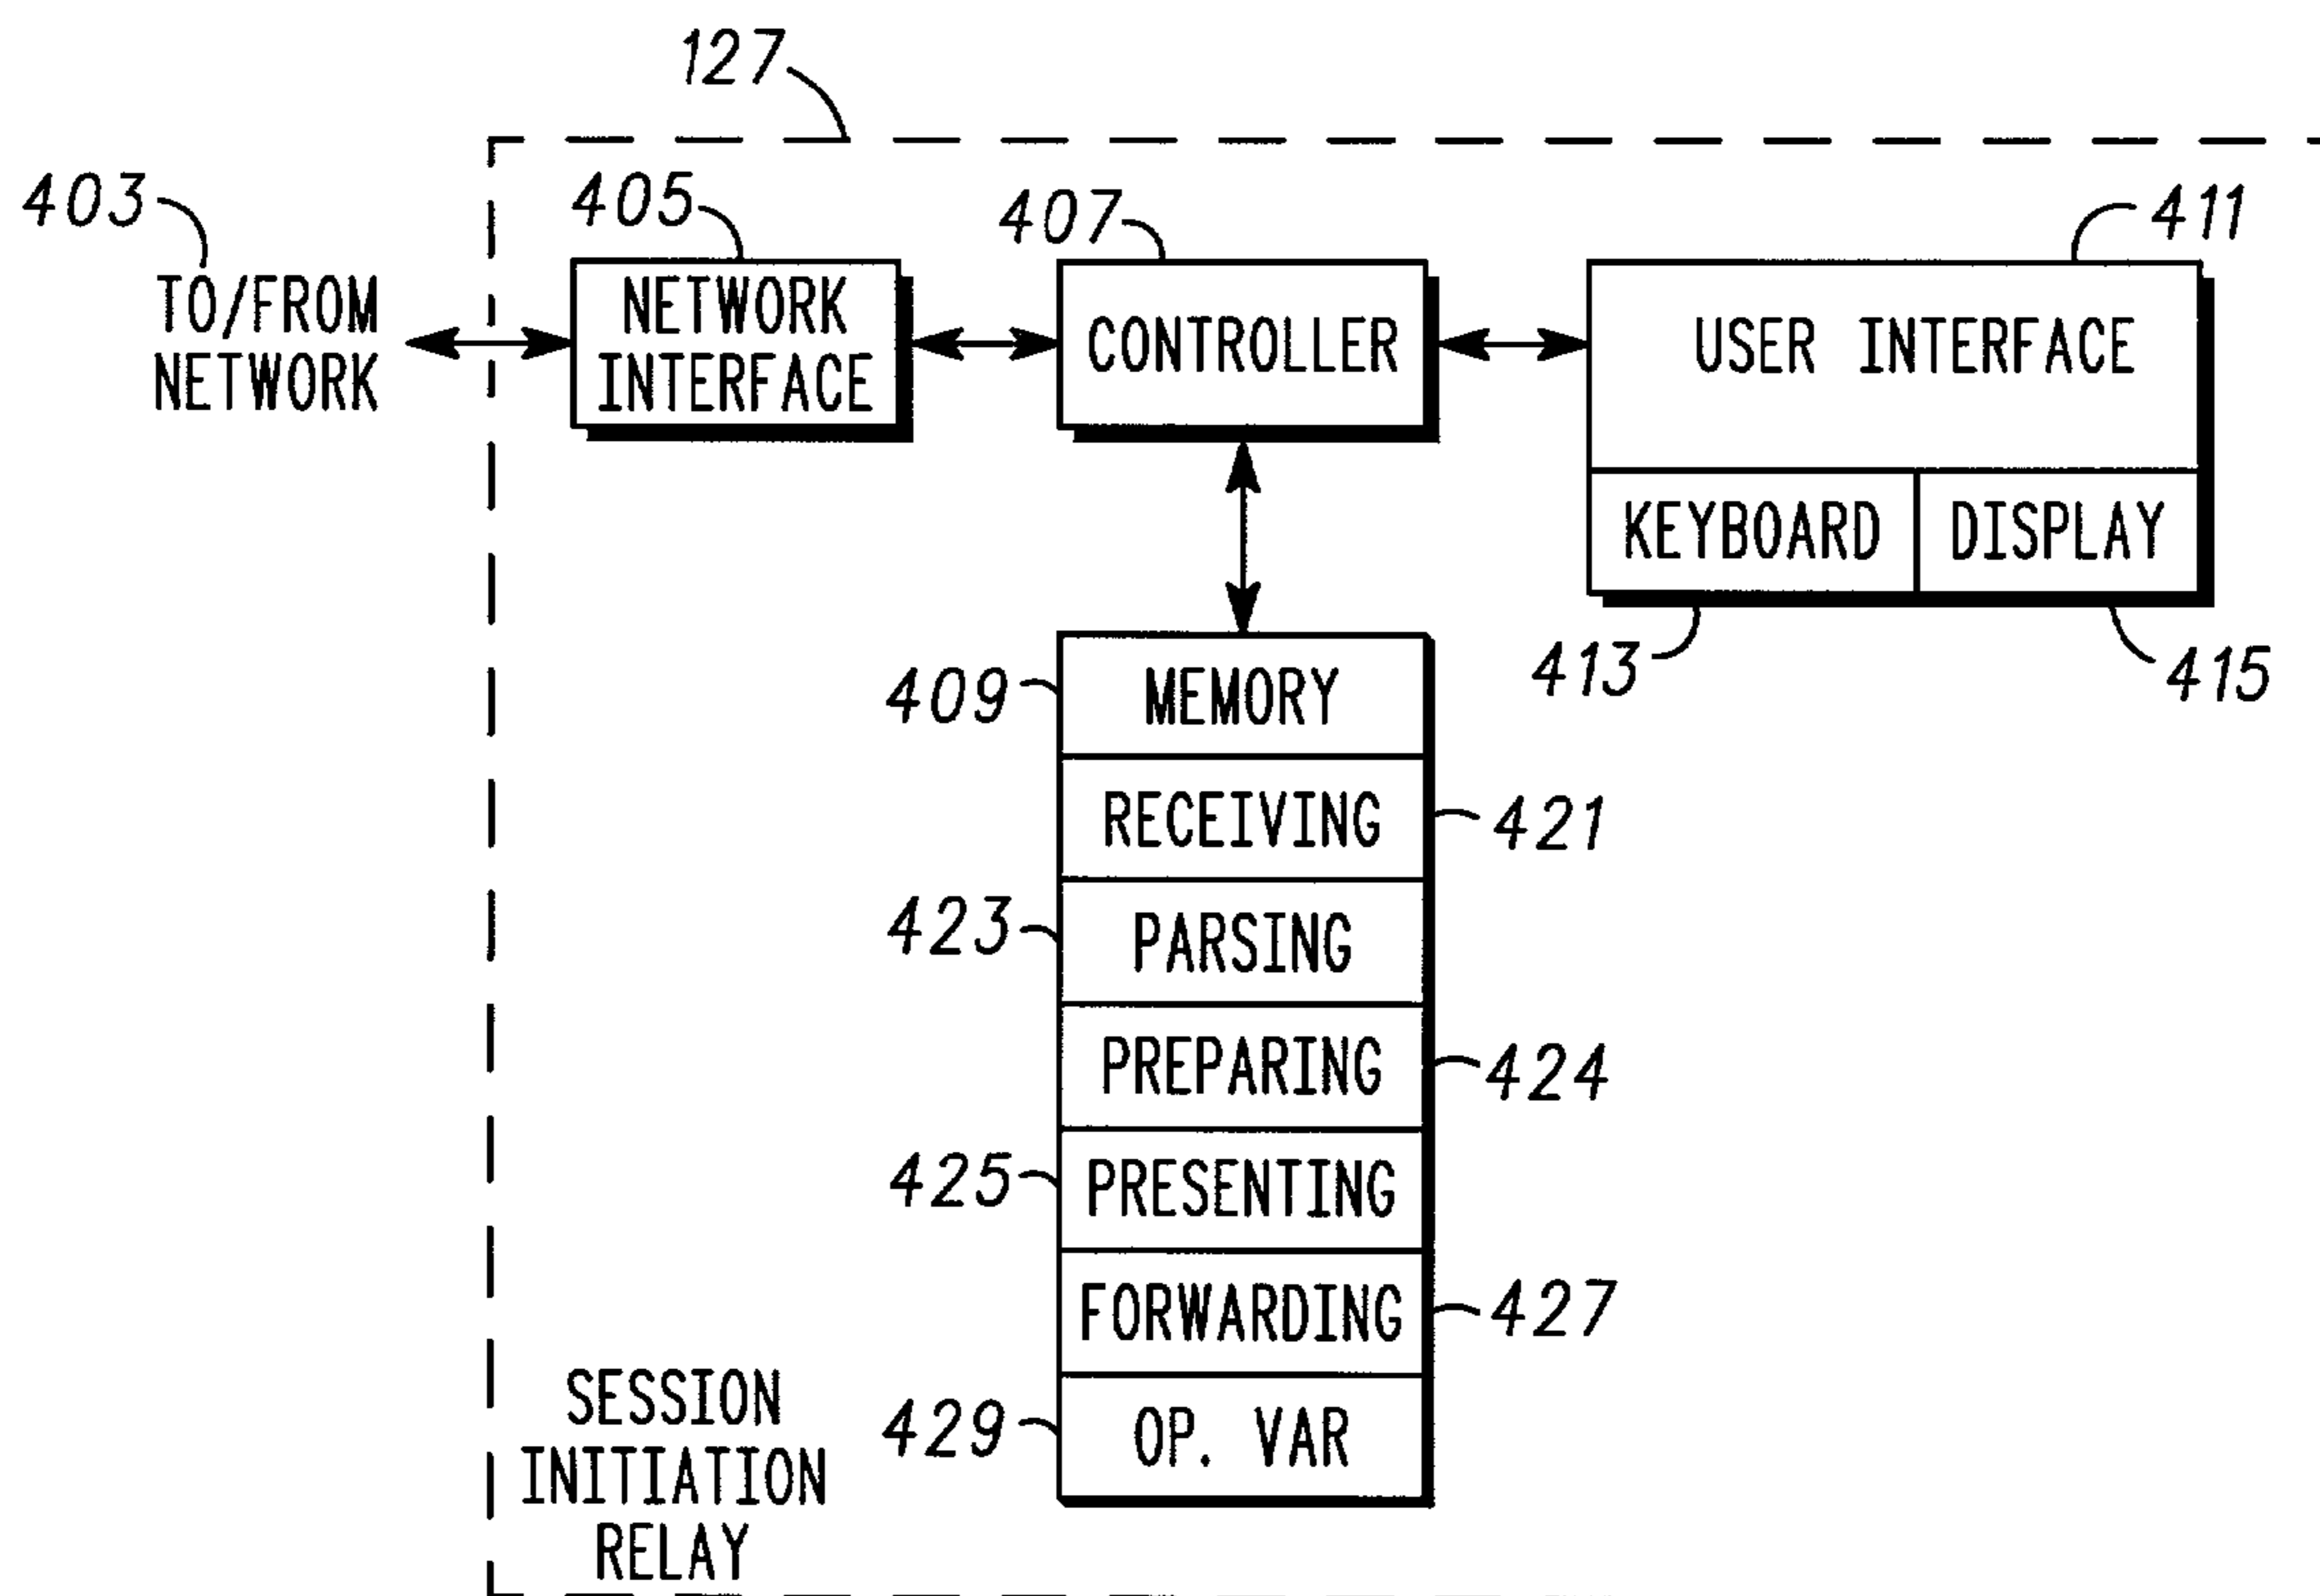 127
403
405
407
411
TO/FROM
NETWORK
NETWORK
INTERFACE
CONTROLLER
USER INTERFACE
KEYBOARD
DISPLAY
413
415
409
MEMORY
RECEIVING
421
423
PARSING
PREPARING
424
425
PRESENTING
FORWARDING
427
429
OP. VAR
SESSION
INITIATION
RELAY